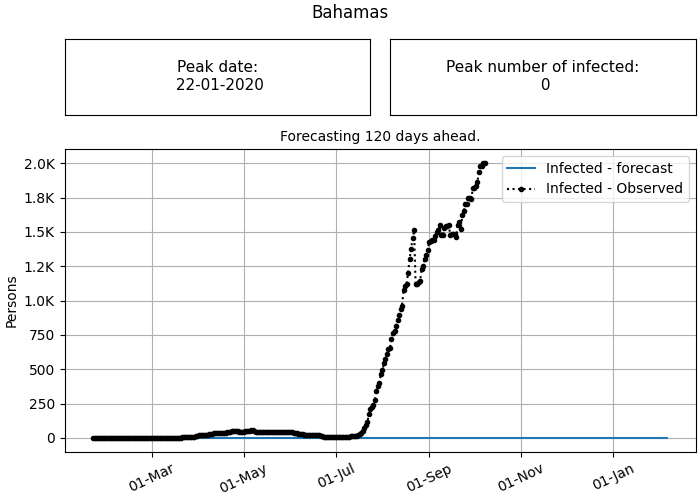 Bahamas
Peak date:
22-01-2020
Peak number of infected:
0
Forecasting 120 days ahead.
Infected - forecast
Infected - Observed
Persons
2.0K
1.8K
1.5K
1.2K
1.0K
750
500
250
0
01-Mar
01-May
01-Jul
01-Sep
01-Nov
01-Jan